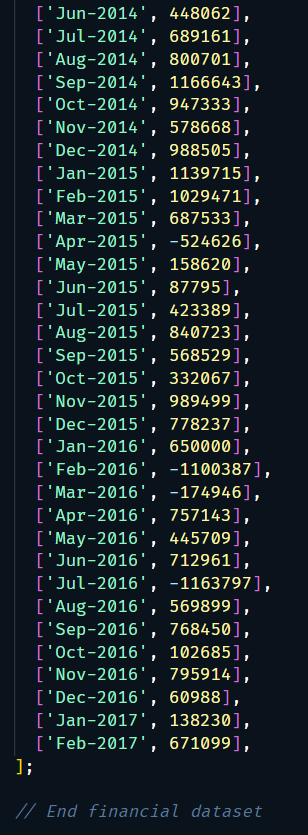 ['Jun-2014', 448062],
['Jul-2014', 689161],
['Aug-2014', 800701],
['Sep-2014', 1166643],
['Oct-2014', 947333],
['Nov-2014', 578668],
['Dec-2014', 988505],
['Jan-2015', 1139715],
['Feb-2015', 1029471],
['Mar-2015', 687533],
['Apr-2015', -524626],
['May-2015', 158620],
['Jun-2015', 87795],
['Jul-2015', 423389],
['Aug-2015', 840723],
['Sep-2015', 568529],
['Oct-2015', 332067],
['Nov-2015', 989499],
['Dec-2015', 778237],
['Jan-2016', 650000],
['Feb-2016', -1100387],
['Mar-2016', -174946],
['Apr-2016', 757143],
['May-2016', 445709],
['Jun-2016', 712961],
['Jul-2016', -1163797],
['Aug-2016', 569899],
['Sep-2016', 768450],
['Oct-2016', 102685],
['Nov-2016', 795914],
['Dec-2016', 60988],
['Jan-2017', 138230],
['Feb-2017', 671099],
];
// End financial dataset